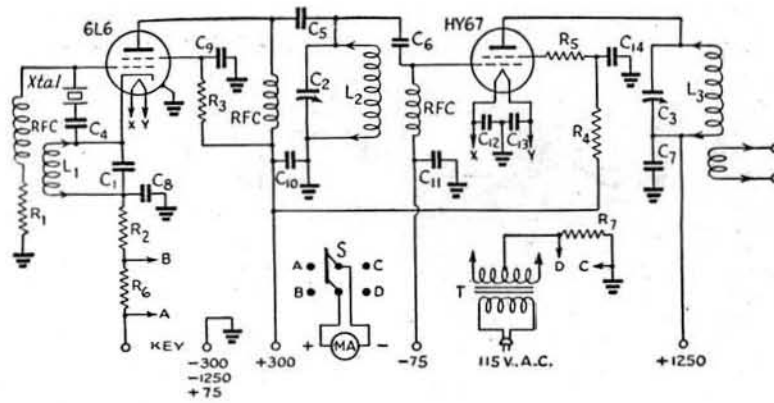 6L6
HY67
C5
C9
C6
R5
C14
Xtal
RFC
C4
R3
RFC
C2
L2
RFC
X Y
C12
C13
X
Y
R4
C3
L3
L1
C1
C8
C10
C11
C7
R1
R2
B
R6
A
S
A
C
B
D
R7
T
D C
KEY
-300
-1250
+75
+300
+ MA -
-75
115 V. A.C.
+1250